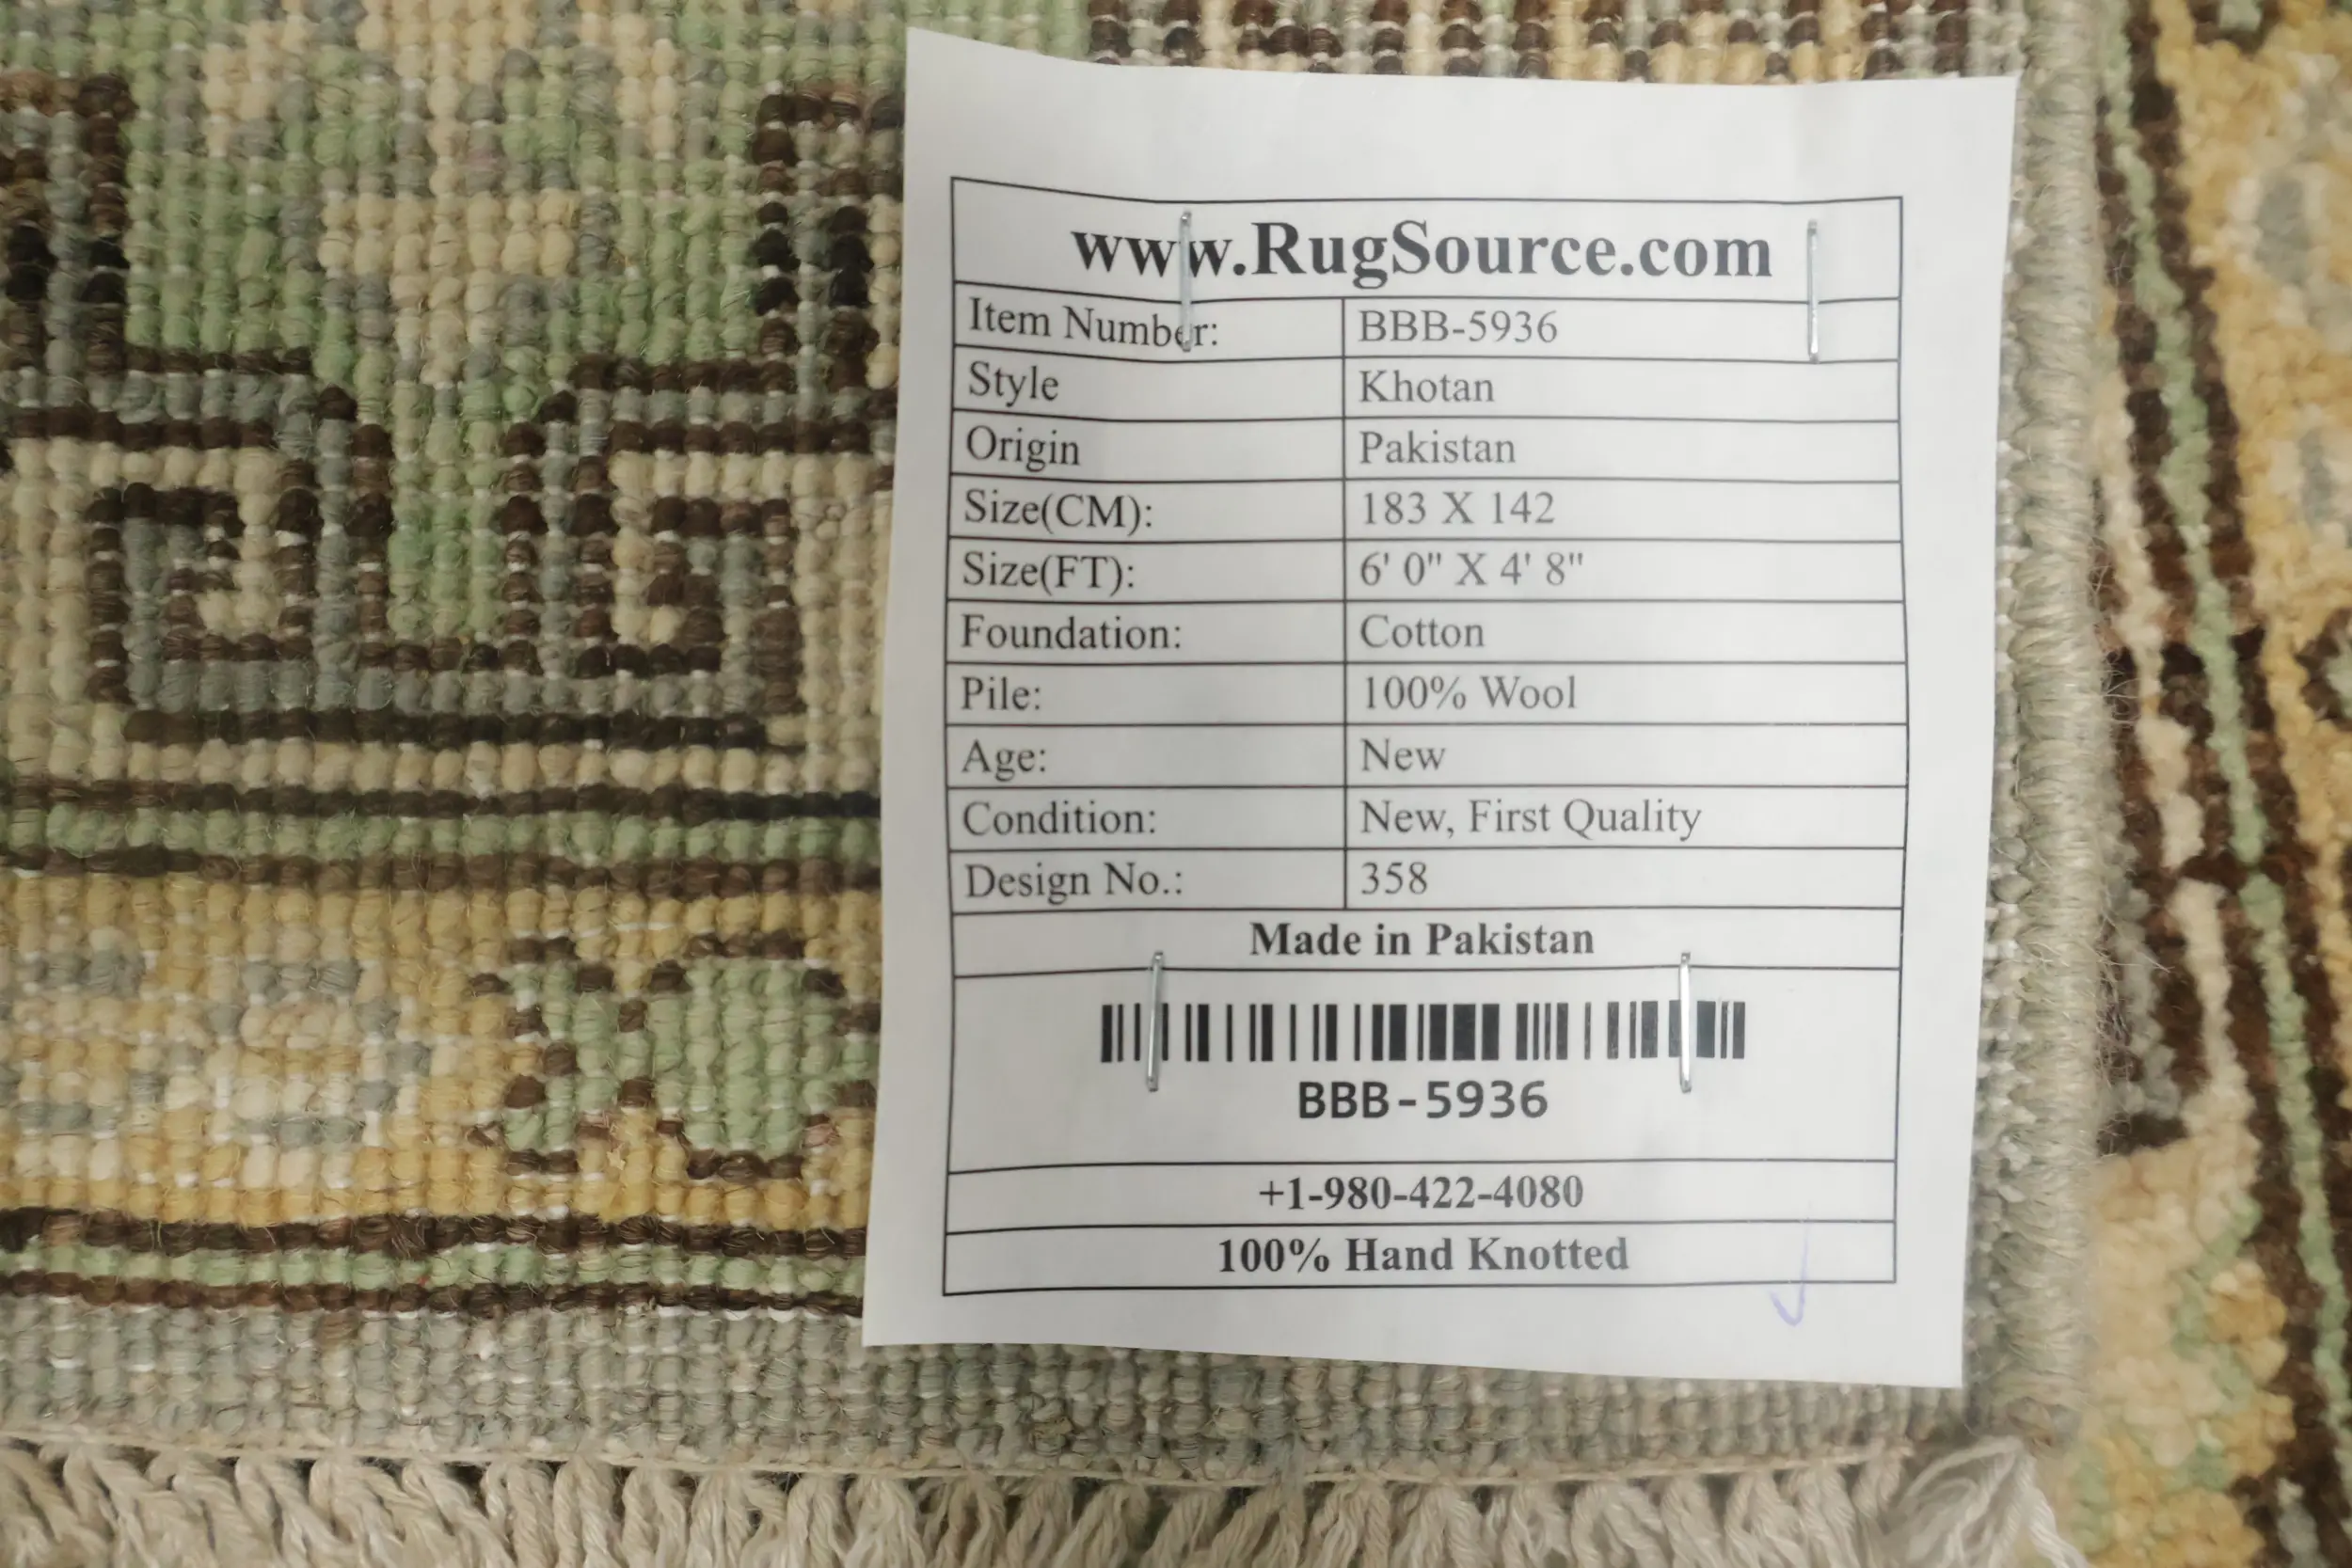 www.RugSource.com
Item Number: BBB-5936
Style Khotan
Origin Pakistan
Size(CM): 183 X 142
Size(FT): 6' 0" X 4' 8"
Foundation: Cotton
Pile: 100% Wool
Age: New
Condition: New, First Quality
Design No.: 358
Made in Pakistan
BBB-5936
+1-980-422-4080
100% Hand Knotted